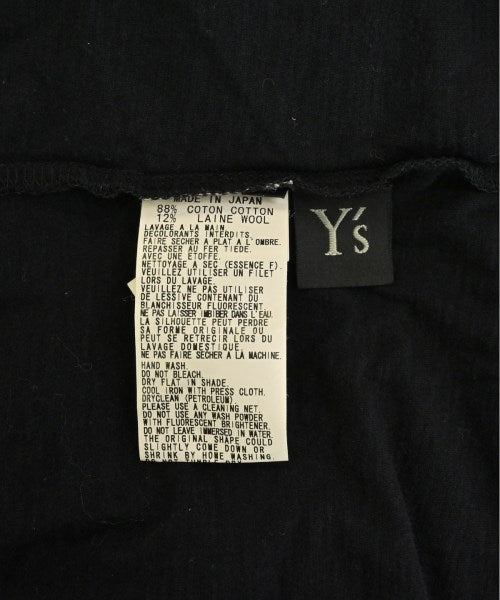 MADE IN JAPAN
88% COTON COTTON
12% LAINE WOOL
LAVAGE A LA MAIN.
DECOLORANTS INTERDITS.
FAIRE SECHER A PLAT A L'OMBRE.
REPASSER AU FER TIEDE.
AVEC UNE ETOFFE.
NETTOYAGE A SEC (ESSENCE F).
VEUILLEZ UTILISER UN FILET
LORS DU LAVAGE.
VEUILLEZ NE PAS UTILISER
DE LESSIVE CONTENANT DU
BLANCHISSEUR FLUORESCENT.
NE PAS LAISSER IMBIBER DANS L'EAU.
LA SILHOUETTE PEUT PERDRE
SA FORME ORIGINALE OU
PEUT SE RETRECIR LORS DU
LAVAGE DOMESTIQUE.
NE PAS FAIRE SECHER A LA MACHINE.
HAND WASH.
DO NOT BLEACH.
DRY FLAT IN SHADE.
COOL IRON WITH PRESS CLOTH.
DRYCLEAN (PETROLEUM).
PLEASE USE A CLEANING NET.
DO NOT USE ANY WASH POWDER
WITH FLUORESCENT BRIGHTENER.
DO NOT LEAVE IMMERSED IN WATER.
THE ORIGINAL SHAPE COULD
SLIGHTLY COME DOWN OR
SHRINK BY HOME WASHING.
DO NOT TUMBLE DRY.
Y's